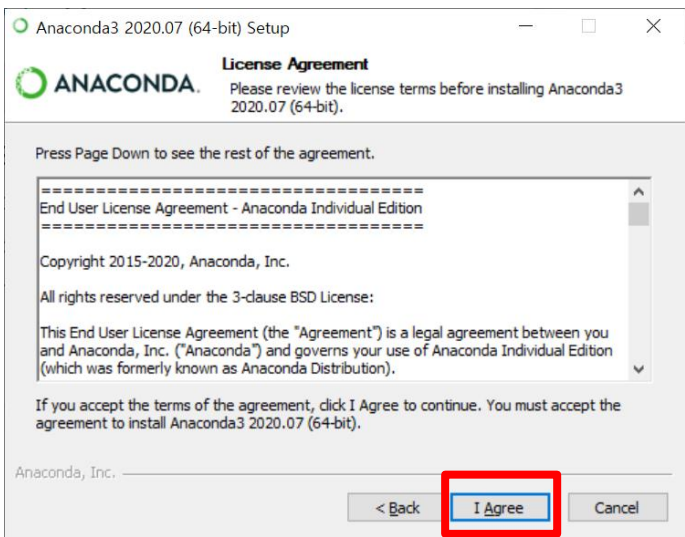 Anaconda3 2020.07 (64-bit) Setup
ANACONDA.
License Agreement
Please review the license terms before installing Anaconda3
2020.07 (64-bit).
Press Page Down to see the rest of the agreement.
===================================
End User License Agreement - Anaconda Individual Edition
===================================
Copyright 2015-2020, Anaconda, Inc.
All rights reserved under the 3-clause BSD License:
This End User License Agreement (the "Agreement") is a legal agreement between you
and Anaconda, Inc. ("Anaconda") and governs your use of Anaconda Individual Edition
(which was formerly known as Anaconda Distribution).
If you accept the terms of the agreement, click I Agree to continue. You must accept the
agreement to install Anaconda3 2020.07 (64-bit).
Anaconda, Inc.
< Back
I Agree
Cancel